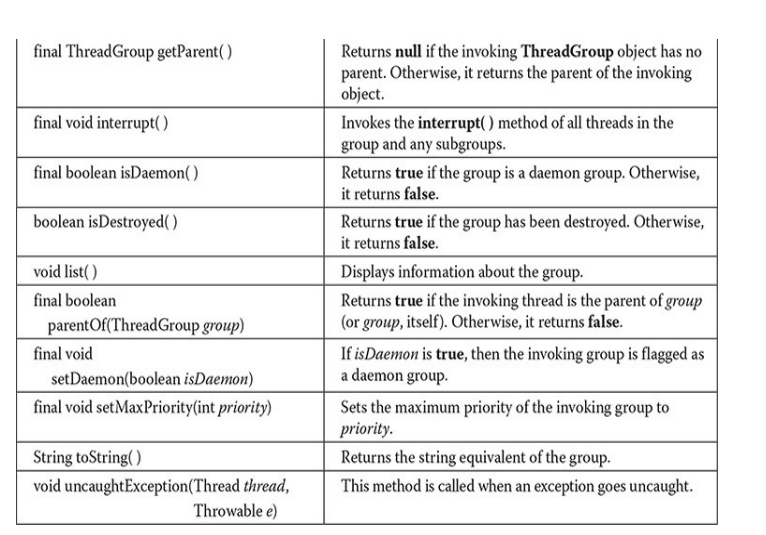 final ThreadGroup getParent( )
Returns null if the invoking ThreadGroup object has no
parent. Otherwise, it returns the parent of the invoking
object.
final void interrupt( )
Invokes the interrupt( ) method of all threads in the
group and any subgroups.
final boolean isDaemon( )
Returns true if the group is a daemon group. Otherwise,
it returns false.
boolean isDestroyed( )
Returns true if the group has been destroyed. Otherwise,
it returns false.
void list( )
Displays information about the group.
final boolean
parentOf(ThreadGroup group)
Returns true if the invoking thread is the parent of group
(or group, itself). Otherwise, it returns false.
final void
setDaemon(boolean isDaemon)
If isDaemon is true, then the invoking group is flagged as
a daemon group.
final void setMaxPriority(int priority)
Sets the maximum priority of the invoking group to
priority.
String toString( )
Returns the string equivalent of the group.
void uncaughtException(Thread thread,
Throwable e)
This method is called when an exception goes uncaught.